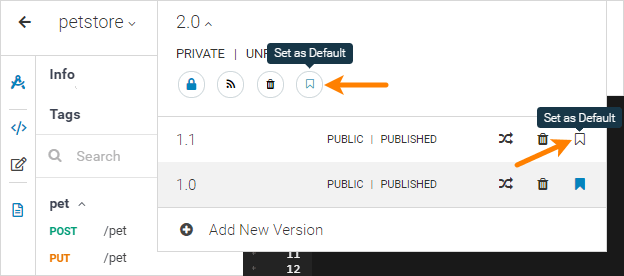 petstore
2.0
PRIVATE | UN
Set as Default
Info
Tags
Search
Set as Default
1.1 PUBLIC | PUBLISHED
1.0 PUBLIC | PUBLISHED
Add New Version
pet
POST /pet
PUT /pet
11
12